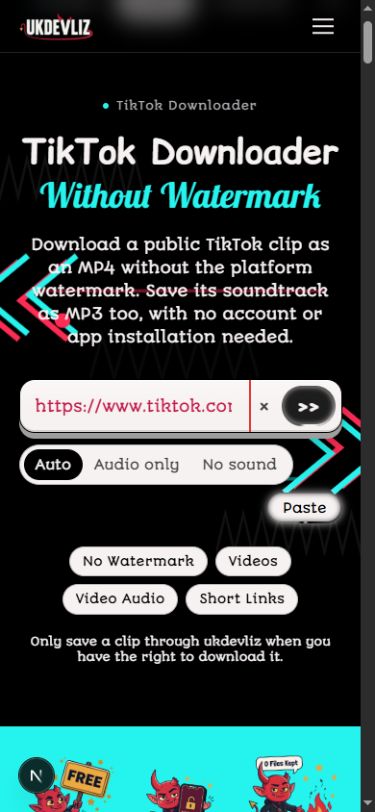 UKDEVLIZ
TikTok Downloader
TikTok Downloader
Without Watermark
Download a public TikTok clip as
an MP4 without the platform
watermark. Save its soundtrack
as MP3 too, with no account or
app installation needed.
https://www.tiktok.cor
× >>
Auto Audio only No sound
Paste
No Watermark Videos
Video Audio Short Links
Only save a clip through ukdevliz when you
have the right to download it.
N
FREE
0 Files Kept